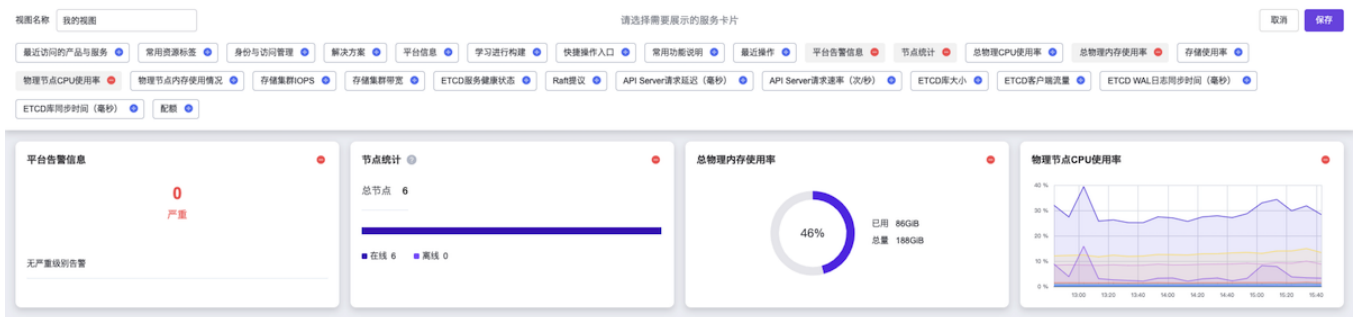 视图名称 我的视图 请选择需要展示的服务卡片 取消 保存
最近访问的产品与服务 常用资源标签 身份与访问管理 解决方案 平台信息 学习进行构建 快捷操作入口 常用功能说明 最近操作 平台告警信息 节点统计 总物理CPU使用率 总物理内存使用率 存储使用率
物理节点CPU使用率 物理节点内存使用情况 存储集群IOPS 存储集群带宽 ETCD服务健康状态 Raft提议 API Server请求延迟（毫秒） API Server请求速率（次/秒） ETCD库大小 ETCD客户端流量 ETCD WAL日志同步时间（毫秒）
ETCD库同步时间（毫秒） 配额
平台告警信息
0
严重
无严重级别告警
节点统计
总节点 6
在线 6 离线 0
总物理内存使用率
46%
已用 86GiB
总量 188GiB
物理节点CPU使用率
40 %
30 %
20 %
10 %
0 %
13:00 13:20 13:40 14:00 14:20 14:40 15:00 15:20 15:40